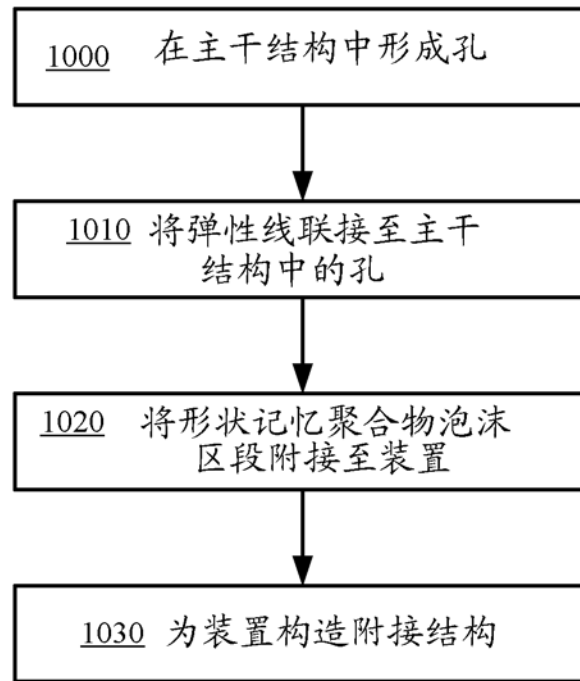 1000 在主干结构中形成孔
1010 将弹性线联接至主干
结构中的孔
1020 将形状记忆聚合物泡沫
区段附接至装置
1030 为装置构造附接结构